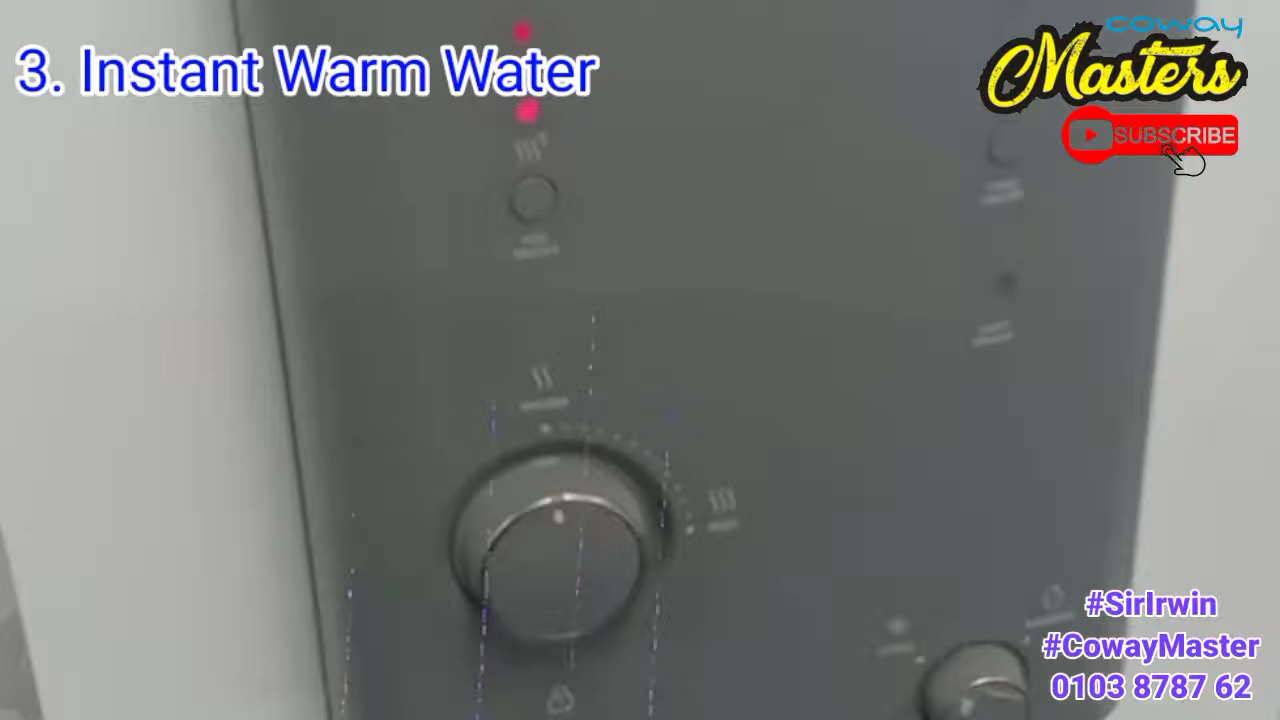 3. Instant Warm Water
coway
Masters
SUBSCRIBE
#SirIrwin
#CowayMaster
0103 8787 62